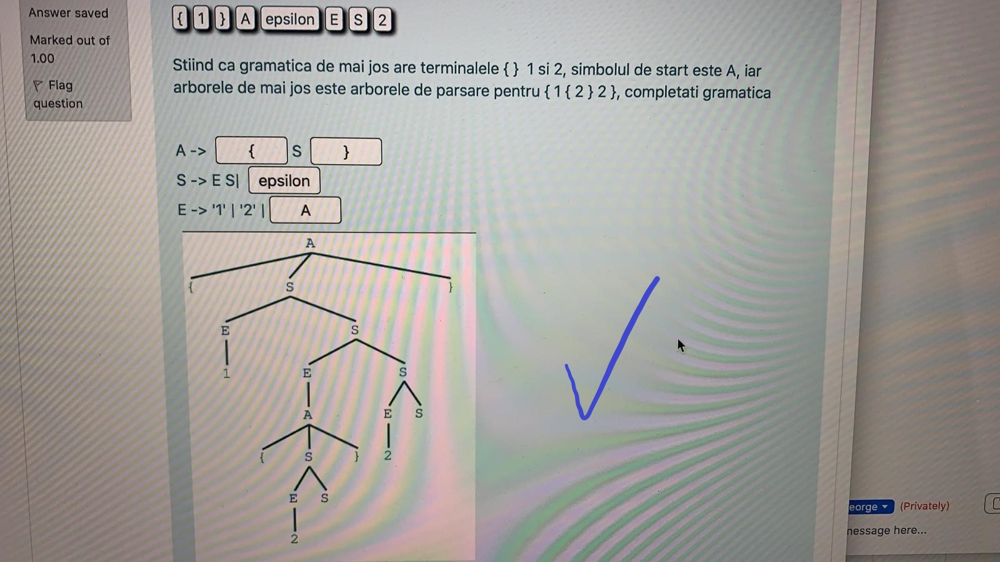 Answer saved
Marked out of
1.00
Flag
question
{ 1 } A epsilon E S 2
Stiind ca gramatica de mai jos are terminalele { } 1 si 2, simbolul de start este A, iar
arborele de mai jos este arborele de parsare pentru { 1 { 2 } 2 }, completati gramatica
A -> { S }
S -> E S| epsilon
E -> '1' | '2' | A
A
{ S }
E S
1 E S
A E S
{ S } 2
E S
2
eorge (Privately)
message here...